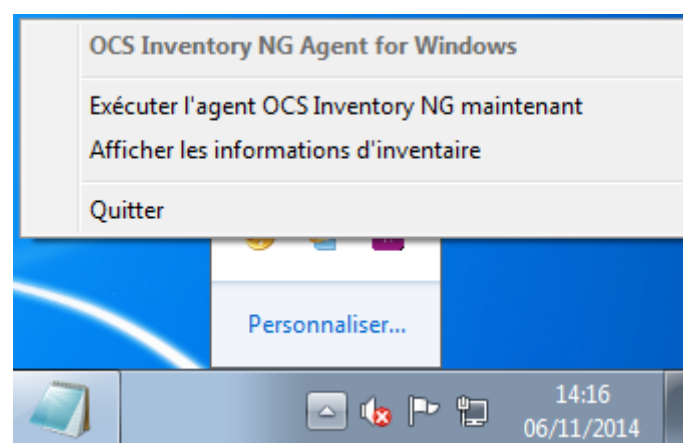 OCS Inventory NG Agent for Windows
Exécuter l'agent OCS Inventory NG maintenant
Afficher les informations d'inventaire
Quitter
Personnaliser...
14:16
06/11/2014